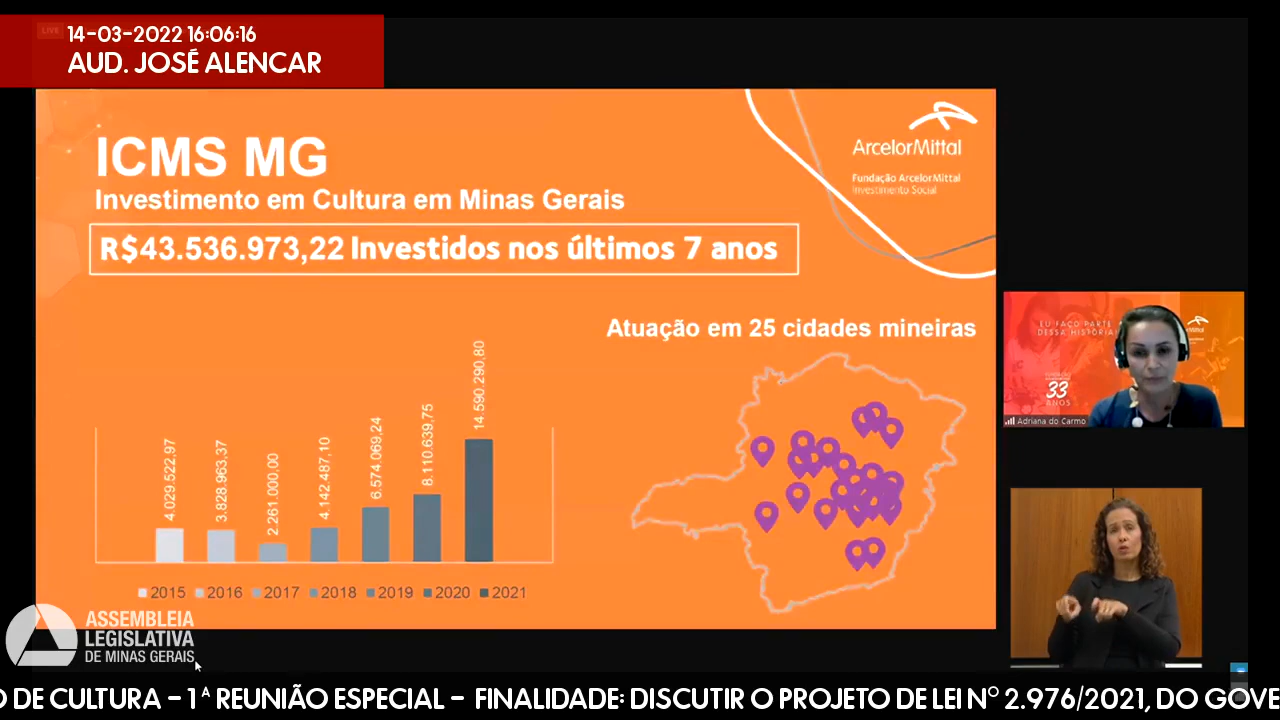 LIVE
14-03-2022 16:06:16
AUD. JOSÉ ALENCAR
ICMS MG
Investimento em Cultura em Minas Gerais
R$43.536.973,22 Investidos nos últimos 7 anos
ArcelorMittal
Fundação ArcelorMittal
Investimento Social
Atuação em 25 cidades mineiras
4.029.522,97
3.828.963,37
2.261.000,00
4.142.487,10
6.574.069,24
8.110.639,75
14.590.290,80
2015 2016 2017 2018 2019 2020 2021
EU FAÇO PARTE
DESSA HISTÓRIA!
33
ANOS
Adriana do Carmo
ASSEMBLEIA
LEGISLATIVA
DE MINAS GERAIS
O DE CULTURA – 1ª REUNIÃO ESPECIAL – FINALIDADE: DISCUTIR O PROJETO DE LEI Nº 2.976/2021, DO GOVE